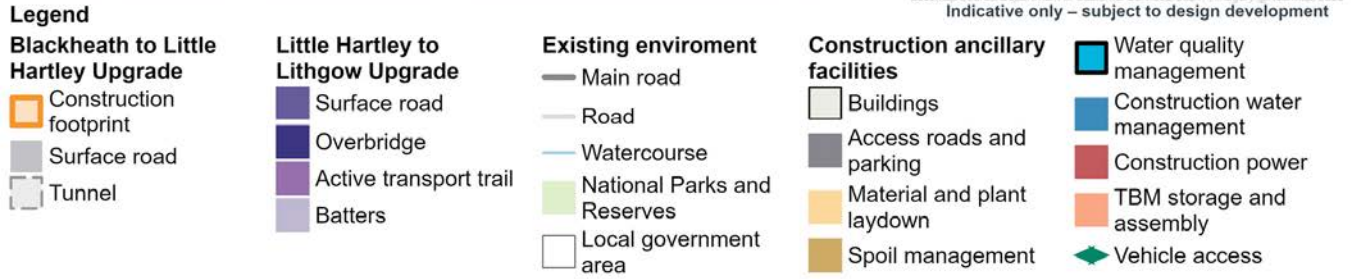 Indicative only – subject to design development
Legend
Blackheath to Little
Hartley Upgrade
Construction
footprint
Surface road
Tunnel
Little Hartley to
Lithgow Upgrade
Surface road
Overbridge
Active transport trail
Batters
Existing enviroment
Main road
Road
Watercourse
National Parks and
Reserves
Local government
area
Construction ancillary
facilities
Buildings
Access roads and
parking
Material and plant
laydown
Spoil management
Water quality
management
Construction water
management
Construction power
TBM storage and
assembly
Vehicle access